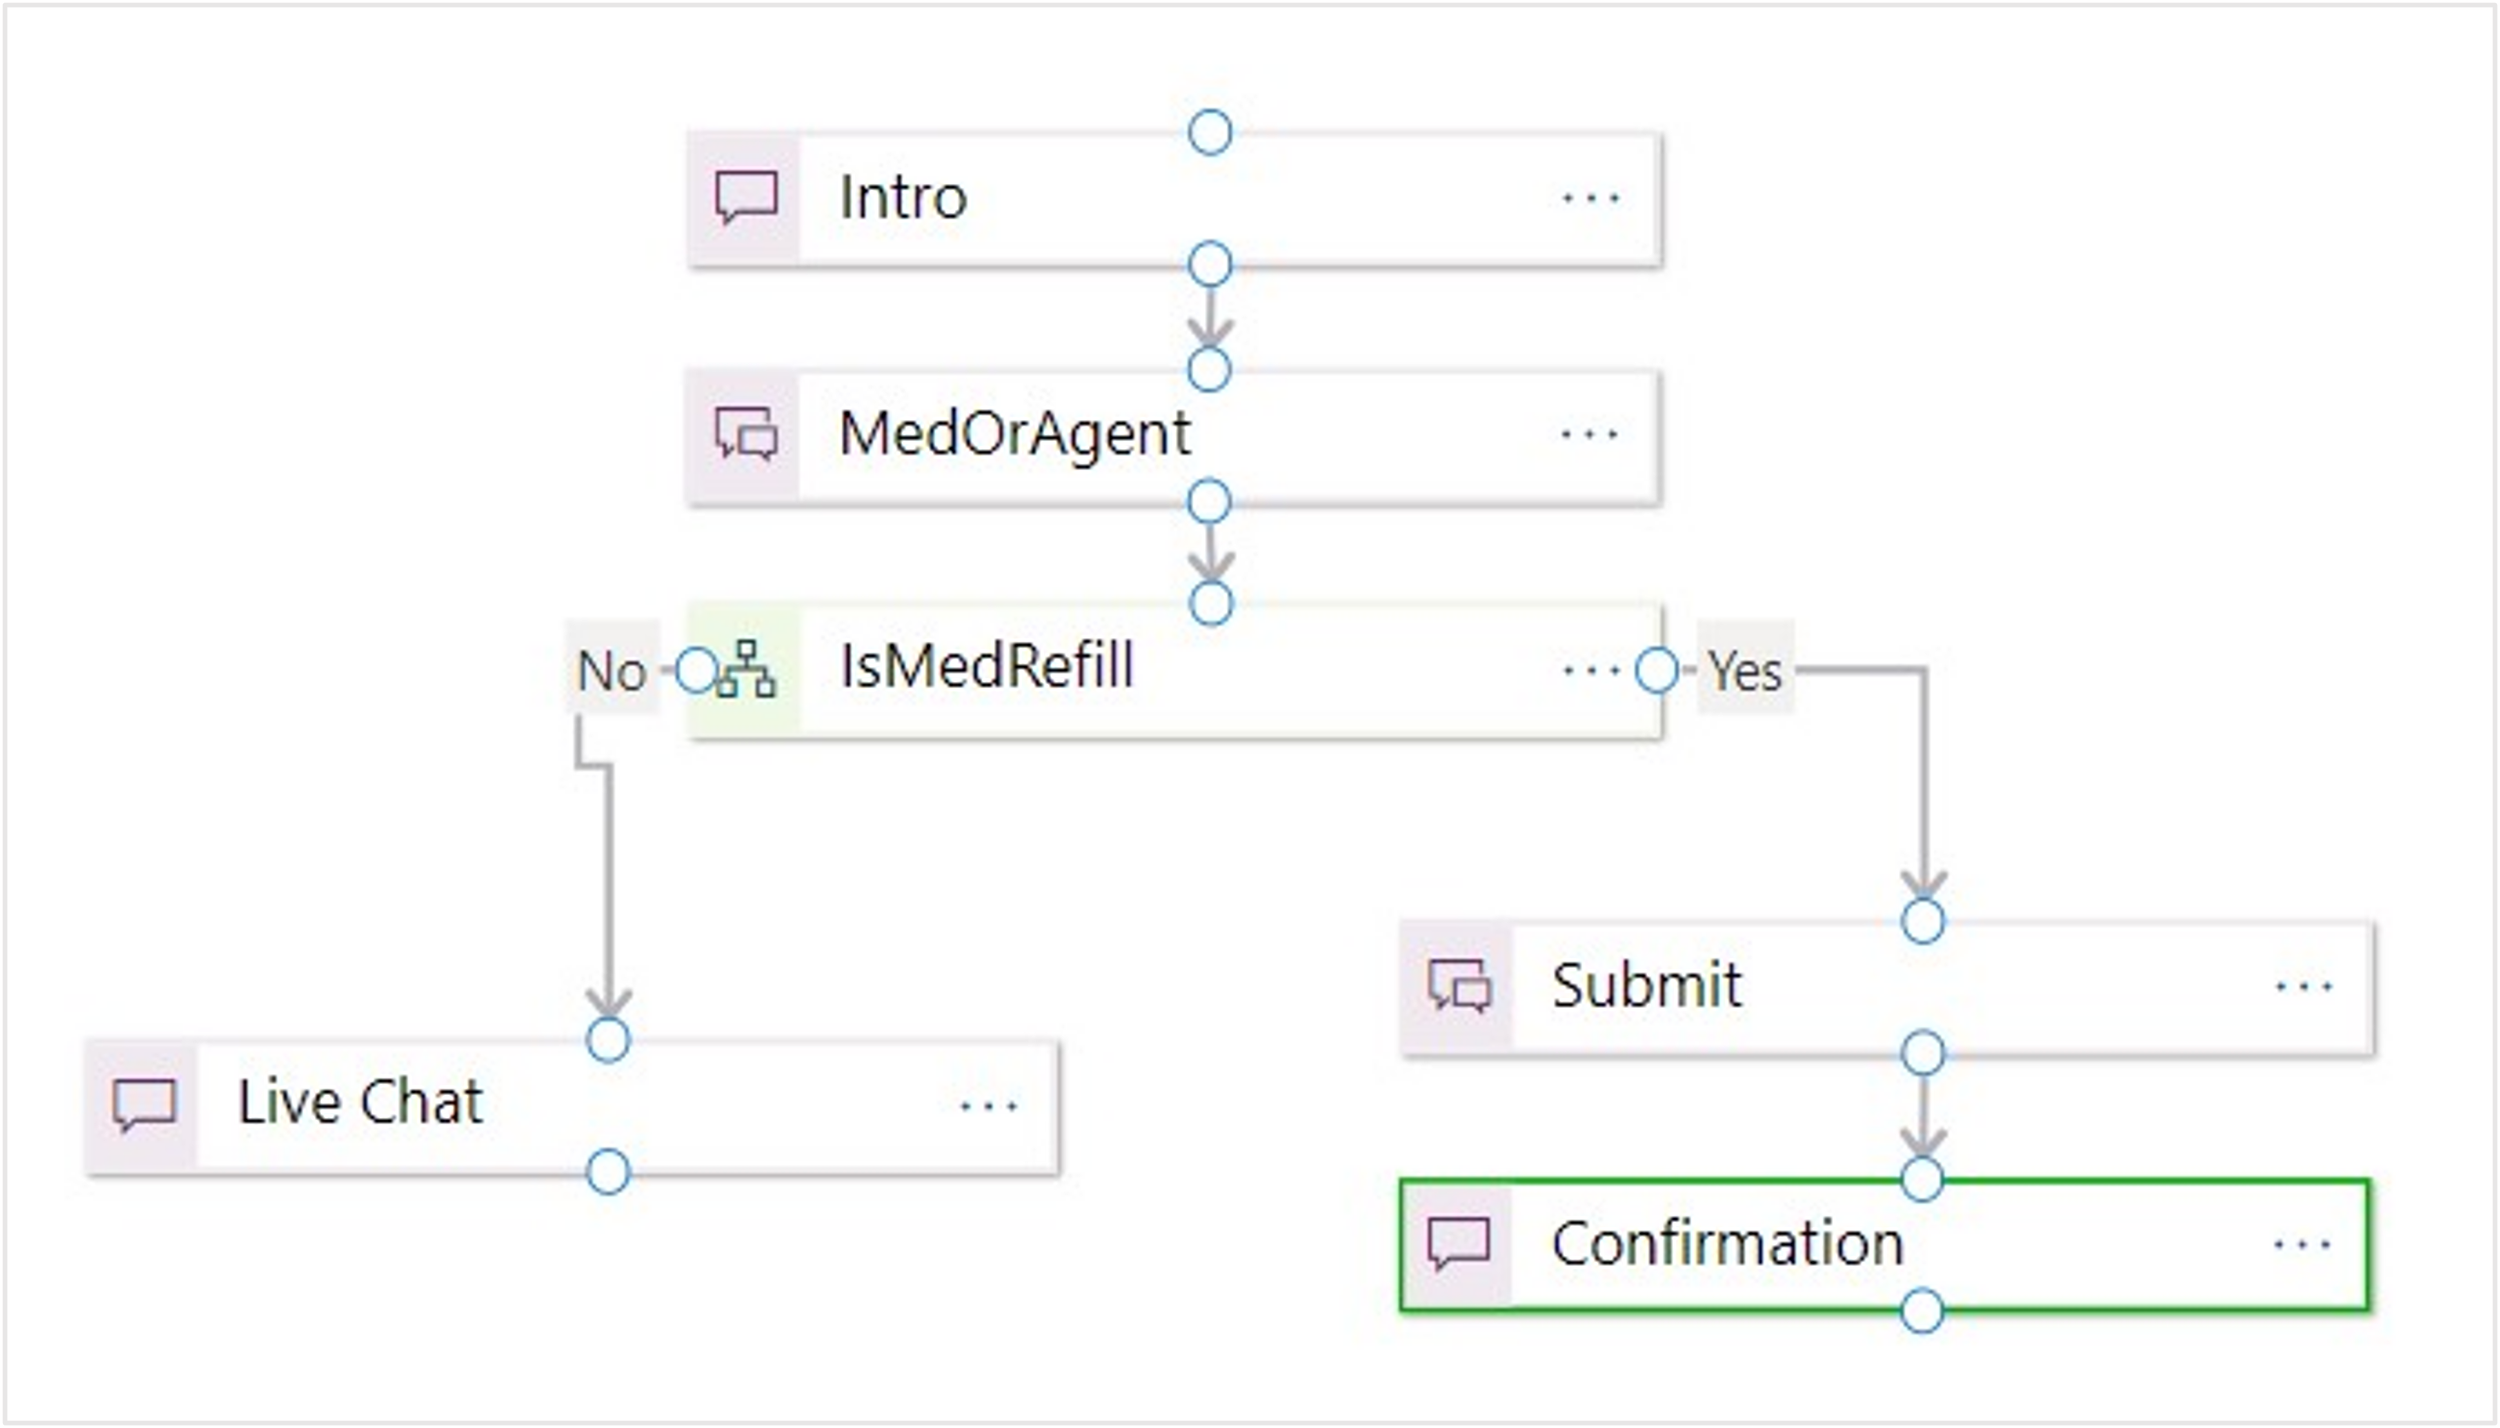 Intro
MedOrAgent
No
IsMedRefill
Yes
Submit
Live Chat
Confirmation